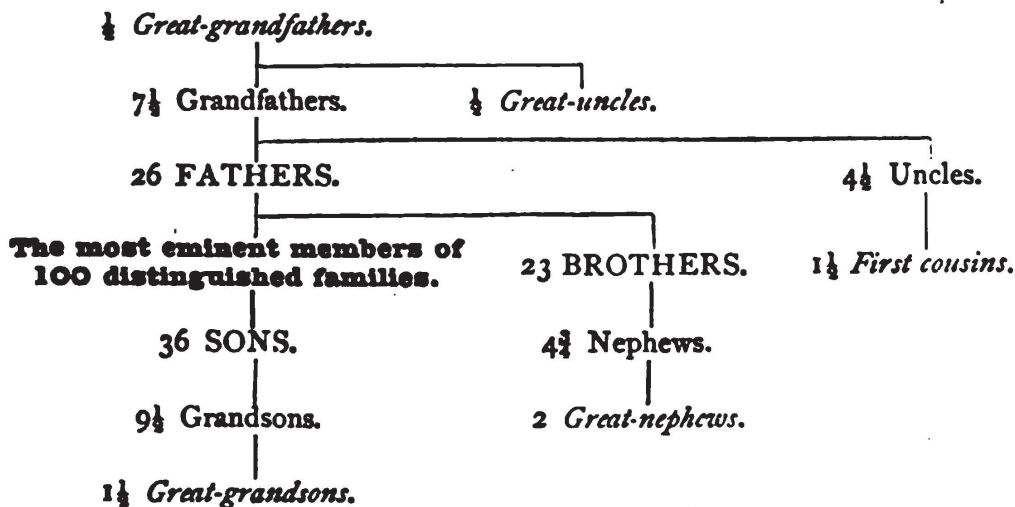 ½ Great-grandfathers.
7½ Grandfathers. ½ Great-uncles.
26 FATHERS. 4½ Uncles.
The most eminent members of
100 distinguished families.
23 BROTHERS. 1½ First cousins.
36 SONS. 4¾ Nephews.
9½ Grandsons. 2 Great-nephews.
1½ Great-grandsons.